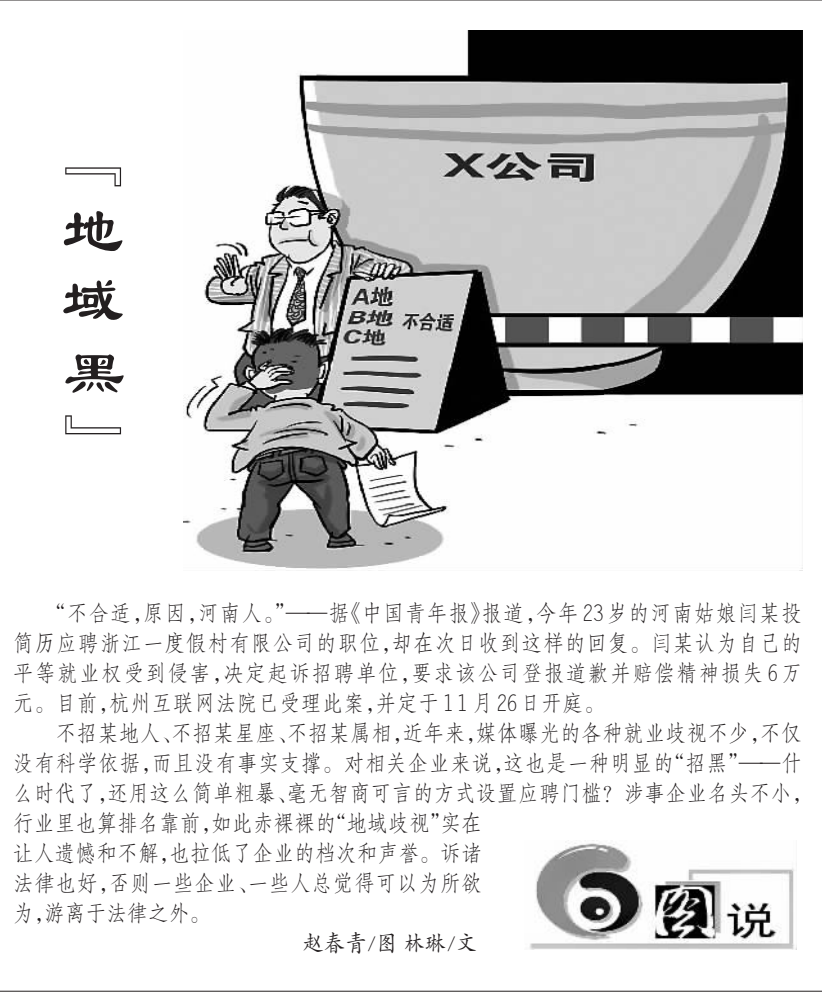 『地域黑』
X公司
A地
B地 不合适
C地
“不合适,原因,河南人。”——据《中国青年报》报道,今年23岁的河南姑娘闫某投
简历应聘浙江一度假村有限公司的职位,却在次日收到这样的回复。闫某认为自己的
平等就业权受到侵害,决定起诉招聘单位,要求该公司登报道歉并赔偿精神损失6万
元。目前,杭州互联网法院已受理此案,并定于11月26日开庭。
不招某地人、不招某星座、不招某属相,近年来,媒体曝光的各种就业歧视不少,不仅
没有科学依据,而且没有事实支撑。对相关企业来说,这也是一种明显的“招黑”——什
么时代了,还用这么简单粗暴、毫无智商可言的方式设置应聘门槛？涉事企业名头不小,
行业里也算排名靠前,如此赤裸裸的“地域歧视”实在
让人遗憾和不解,也拉低了企业的档次和声誉。诉诸
法律也好,否则一些企业、一些人总觉得可以为所欲
为,游离于法律之外。
赵春青/图 林琳/文
图说